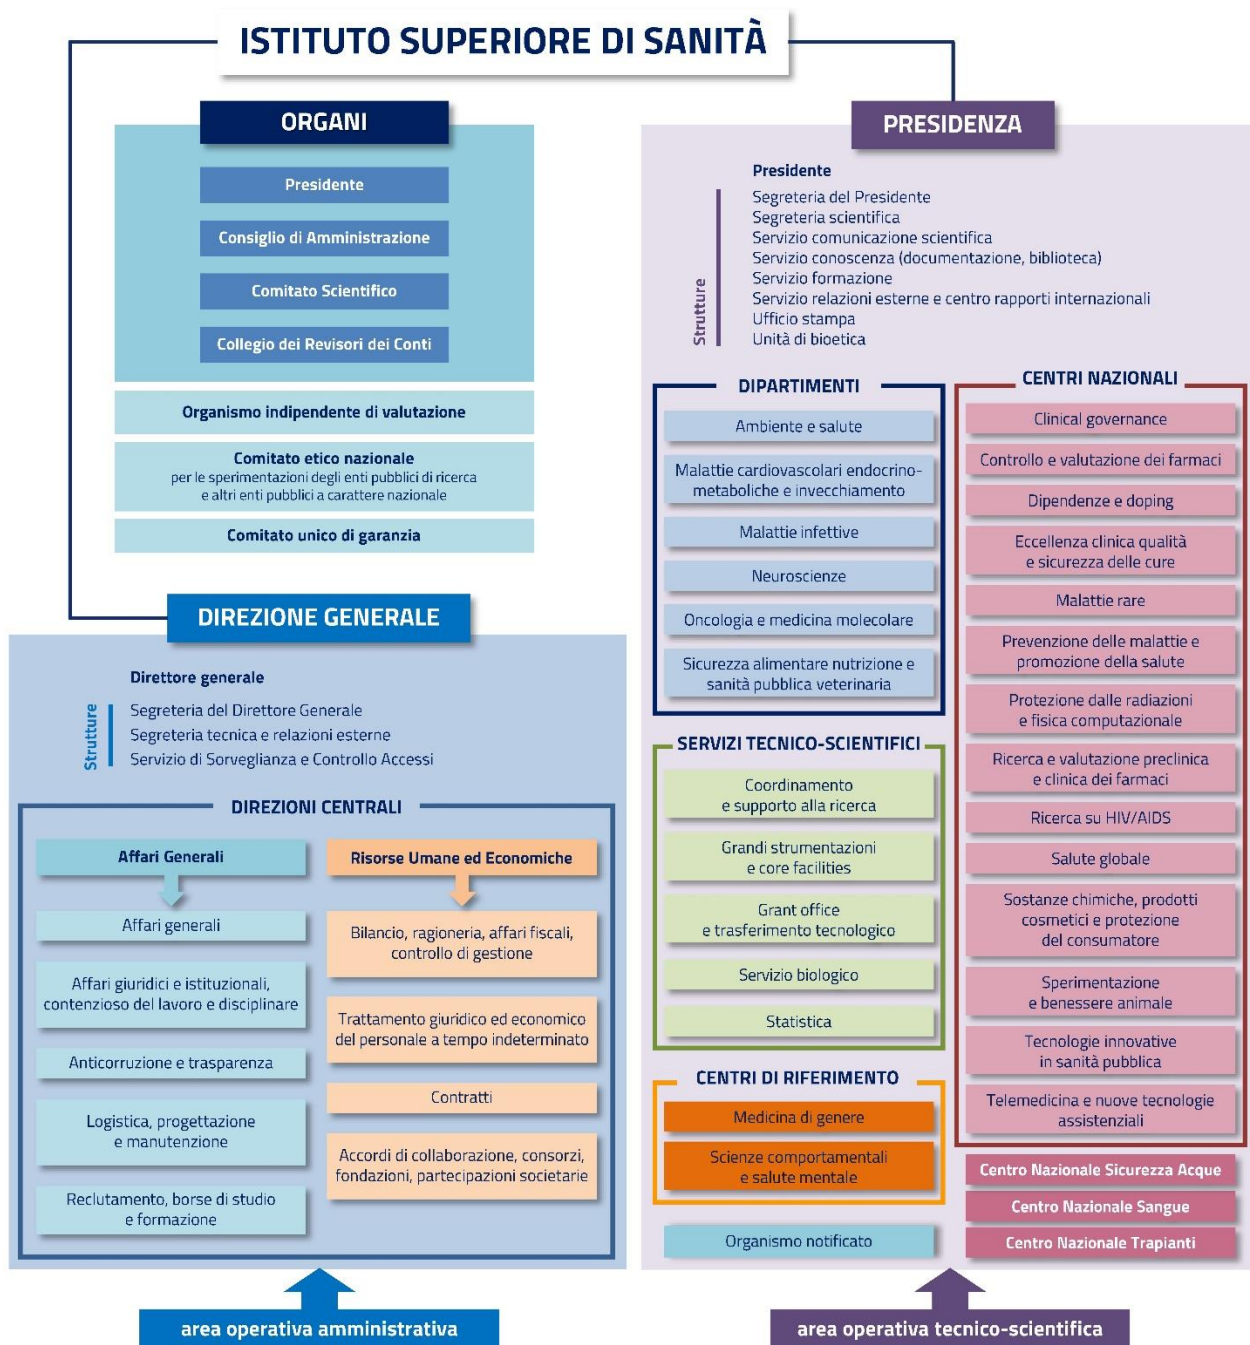 ISTITUTO SUPERIORE DI SANITÀ
ORGANI
Presidente
Consiglio di Amministrazione
Comitato Scientifico
Collegio dei Revisori dei Conti
Organismo indipendente di valutazione
Comitato etico nazionale
per le sperimentazioni degli enti pubblici di ricerca
e altri enti pubblici a carattere nazionale
Comitato unico di garanzia
DIREZIONE GENERALE
Direttore generale
Strutture
Segreteria del Direttore Generale
Segreteria tecnica e relazioni esterne
Servizio di Sorveglianza e Controllo Accessi
DIREZIONI CENTRALI
Affari Generali
Affari generali
Affari giuridici e istituzionali,
contenzioso del lavoro e disciplinare
Anticorruzione e trasparenza
Logistica, progettazione
e manutenzione
Reclutamento, borse di studio
e formazione
Risorse Umane ed Economiche
Bilancio, ragioneria, affari fiscali,
controllo di gestione
Trattamento giuridico ed economico
del personale a tempo indeterminato
Contratti
Accordi di collaborazione, consorzi,
fondazioni, partecipazioni societarie
area operativa amministrativa
PRESIDENZA
Presidente
Strutture
Segreteria del Presidente
Segreteria scientifica
Servizio comunicazione scientifica
Servizio conoscenza (documentazione, biblioteca)
Servizio formazione
Servizio relazioni esterne e centro rapporti internazionali
Ufficio stampa
Unità di bioetica
DIPARTIMENTI
Ambiente e salute
Malattie cardiovascolari endocrino-
metaboliche e invecchiamento
Malattie infettive
Neuroscienze
Oncologia e medicina molecolare
Sicurezza alimentare nutrizione e
sanità pubblica veterinaria
SERVIZI TECNICO-SCIENTIFICI
Coordinamento
e supporto alla ricerca
Grandi strumentazioni
e core facilities
Grant office
e trasferimento tecnologico
Servizio biologico
Statistica
CENTRI DI RIFERIMENTO
Medicina di genere
Scienze comportamentali
e salute mentale
Organismo notificato
CENTRI NAZIONALI
Clinical governance
Controllo e valutazione dei farmaci
Dipendenze e doping
Eccellenza clinica qualità
e sicurezza delle cure
Malattie rare
Prevenzione delle malattie e
promozione della salute
Protezione dalle radiazioni
e fisica computazionale
Ricerca e valutazione preclinica
e clinica dei farmaci
Ricerca su HIV/AIDS
Salute globale
Sostanze chimiche, prodotti
cosmetici e protezione
del consumatore
Sperimentazione
e benessere animale
Tecnologie innovative
in sanità pubblica
Telemedicina e nuove tecnologie
assistenziali
Centro Nazionale Sicurezza Acque
Centro Nazionale Sangue
Centro Nazionale Trapianti
area operativa tecnico-scientifica